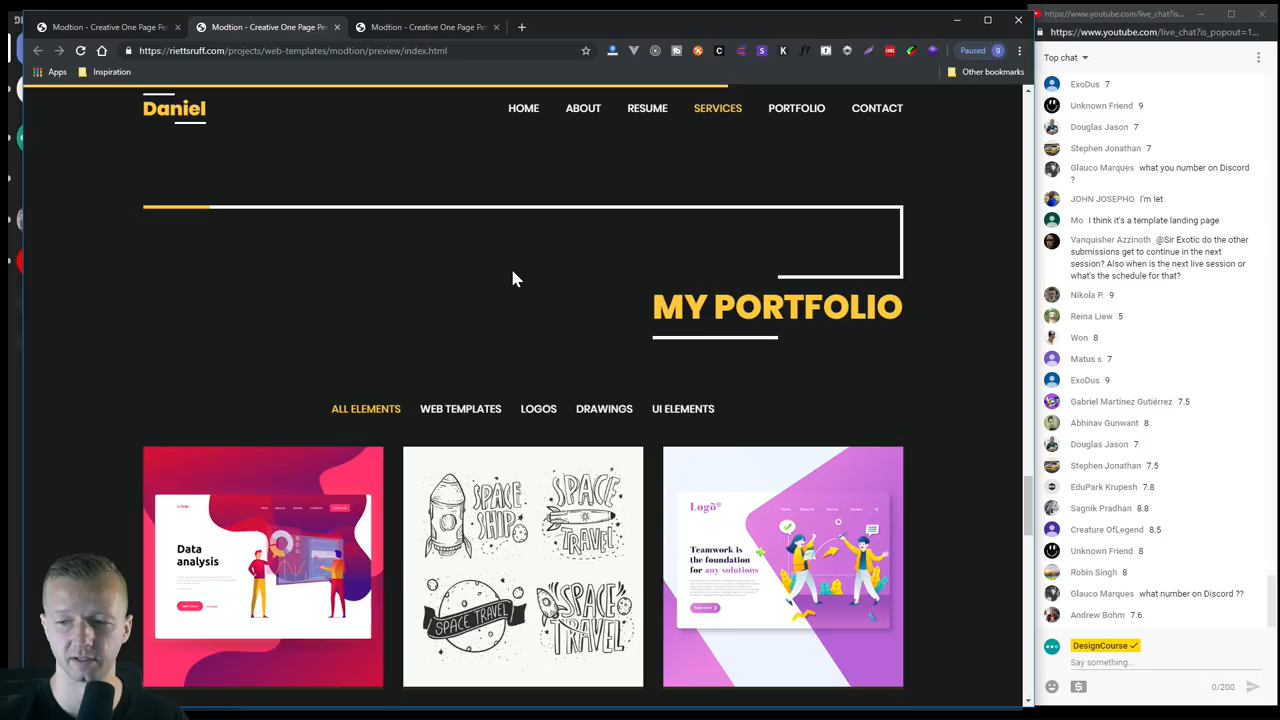 Modtion - Creative One Page Pe
Modtion - Creative One Page Pe
Modtion - Creative One Page Pe
https://riettsruff.com/projects/web-templates/modtion/preview/index.html
Paused
Apps
Inspiration
Other bookmarks
Daniel
HOME
ABOUT
RESUME
SERVICES
PORTFOLIO
CONTACT
MY PORTFOLIO
ALL ELEMENTS
WEB TEMPLATES
LOGOS
DRAWINGS
UI ELEMENTS
Data
analysis
SPACE
SHIP
SPACE
TRAVEL
SPACE TRAVEL
SPACE
TRAVEL
Logo
Teamwork is
the foundation
for any solutions
https://www.youtube.com/live_chat?is...
https://www.youtube.com/live_chat?is_popout=1...
Top chat
ExoDus 7
Unknown Friend 9
Douglas Jason 7
Stephen Jonathan 7
Glauco Marques what you number on Discord
?
JOHN JOSEPHO I'm let
Mo I think it's a template landing page
Vanquisher Azzinoth @Sir Exotic do the other
submissions get to continue in the next
session? Also when is the next live session or
what's the schedule for that?
Nikola P. 9
Reina Liew 5
Won 8
Matus s 7
ExoDus 9
Gabriel Martínez Gutiérrez 7.5
Abhinav Gunwant 8
Douglas Jason 7
Stephen Jonathan 7.5
EduPark Krupesh 7.8
Sagnik Pradhan 8.8
Creature OfLegend 8.5
Unknown Friend 8
Robin Singh 8
Glauco Marques what number on Discord ??
Andrew Bohm 7.6
DesignCourse
Say something...
0/200